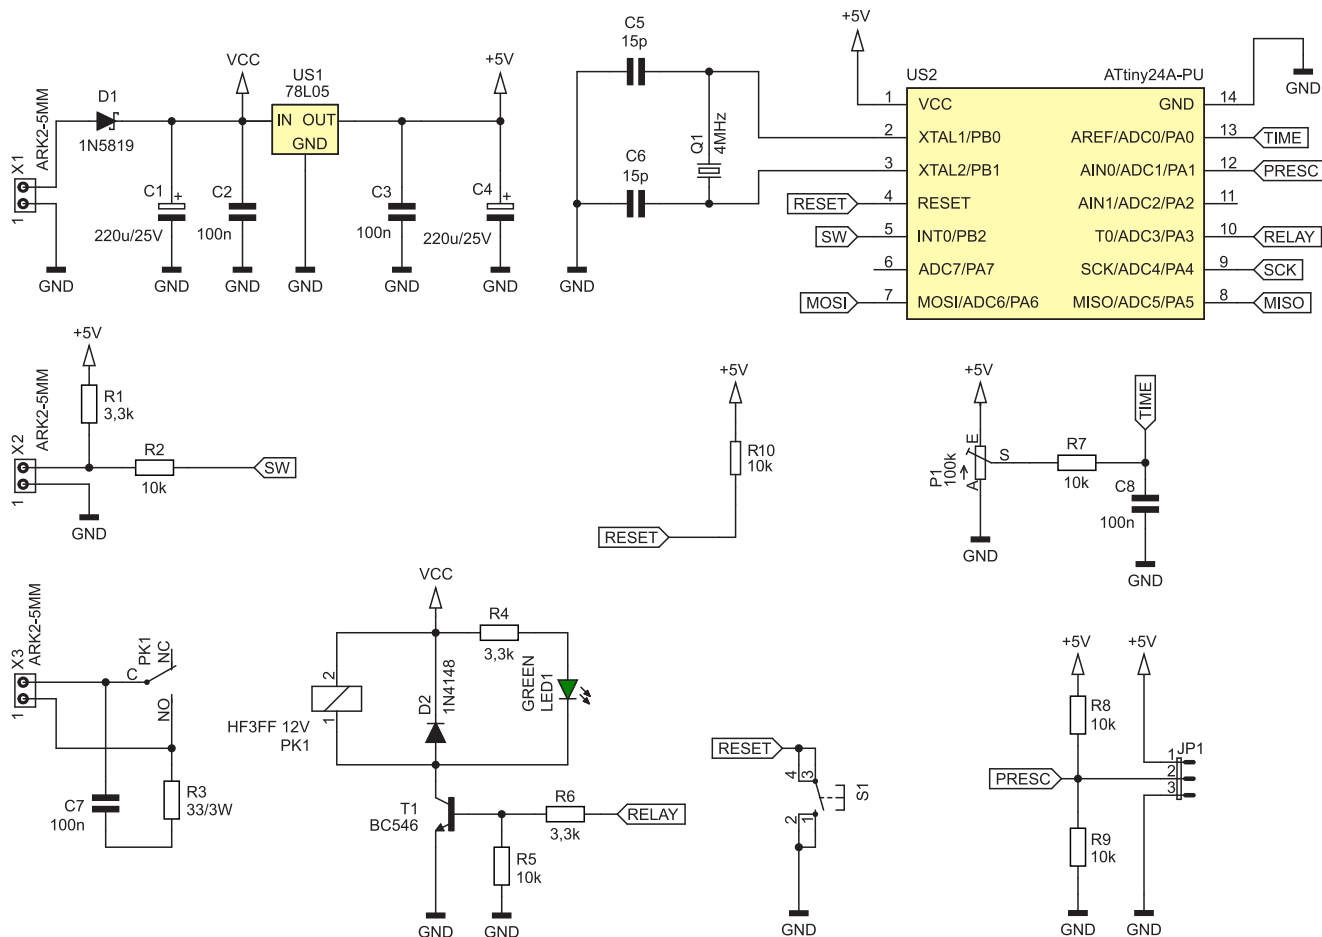 C5
15p
+5V
VCC
+5V
US1
78L05
US2
ATtiny24A-PU
GND
D1
1N5819
IN OUT
GND
ARK2-5MM
X1
1
C1
+
220u/25V
C2
100n
C3
100n
C4
+
220u/25V
GND
GND
GND
GND
GND
GND
Q1
4MHz
C6
15p
GND
1
VCC
GND
14
2
XTAL1/PB0
AREF/ADC0/PA0
13
TIME
3
XTAL2/PB1
AIN0/ADC1/PA1
12
PRESC
RESET
4
RESET
AIN1/ADC2/PA2
11
SW
5
INT0/PB2
T0/ADC3/PA3
10
RELAY
6
ADC7/PA7
SCK/ADC4/PA4
9
SCK
MOSI
7
MOSI/ADC6/PA6
MISO/ADC5/PA5
8
MISO
+5V
R1
3,3k
ARK2-5MM
X2
1
R2
10k
SW
GND
+5V
R10
10k
RESET
+5V
P1
100k
E
A
S
R7
10k
TIME
C8
100n
GND
GND
ARK2-5MM
X3
1
C
PK1
NC
NO
C7
100n
R3
33/3W
VCC
R4
3,3k
2
1
HF3FF 12V
PK1
D2
1N4148
GREEN
LED1
T1
BC546
R6
3,3k
RELAY
R5
10k
GND
GND
RESET
4
3
2
1
S1
GND
+5V
+5V
R8
10k
PRESC
1
2
3
JP1
R9
10k
GND
GND